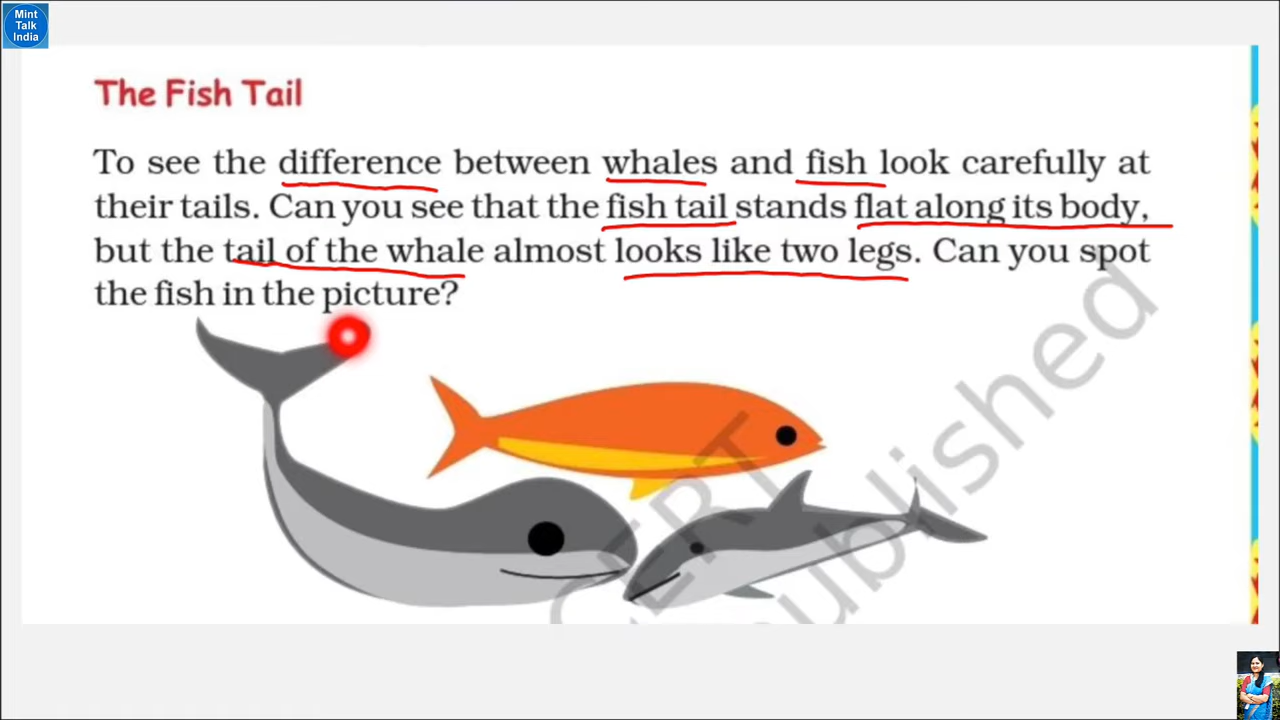 Mint
Talk
India
The Fish Tail
To see the difference between whales and fish look carefully at
their tails. Can you see that the fish tail stands flat along its body,
but the tail of the whale almost looks like two legs. Can you spot
the fish in the picture?
CERT
published